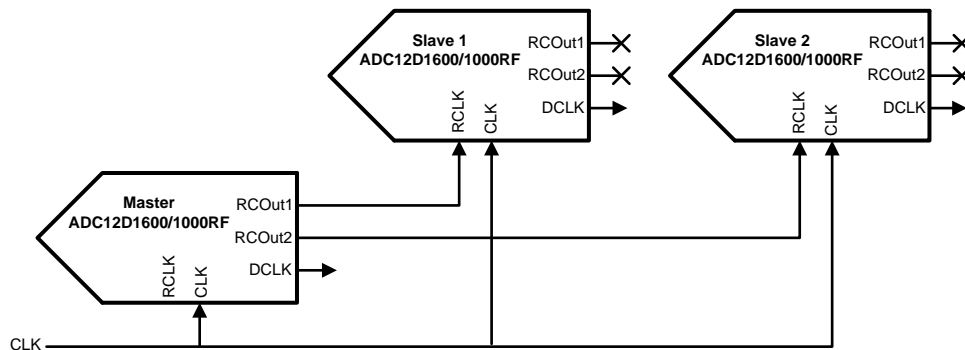 Slave 1
ADC12D1600/1000RF
RCOut1
RCOut2
DCLK
RCLK
CLK
Slave 2
ADC12D1600/1000RF
RCOut1
RCOut2
DCLK
RCLK
CLK
Master
ADC12D1600/1000RF
RCOut1
RCOut2
DCLK
RCLK
CLK
CLK